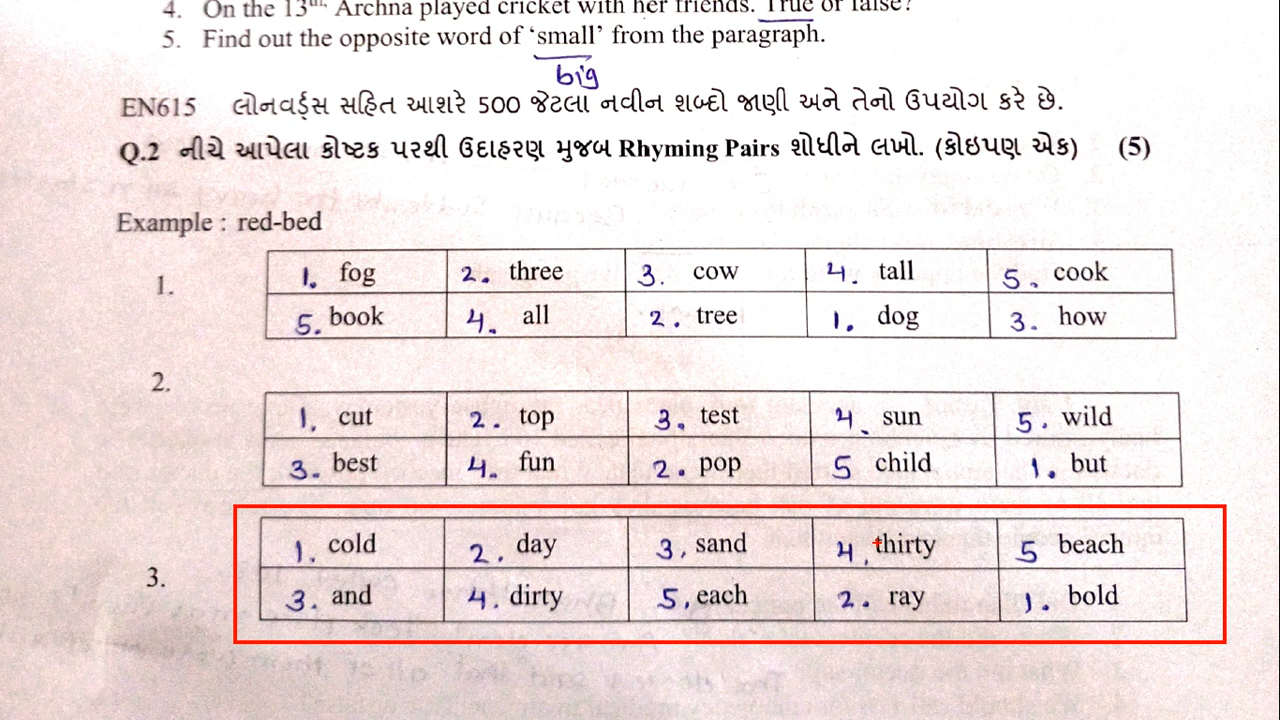 4. On the 13th. Archna played cricket with her friends. True or false?
5. Find out the opposite word of ‘small’ from the paragraph.
big
EN615 લોનવર્ડ્સ સહિત આશરે 500 જેટલા નવીન શબ્દો જાણી અને તેનો ઉપયોગ કરે છે.
Q.2 નીચે આપેલા કોષ્ટક પરથી ઉદાહરણ મુજબ Rhyming Pairs શોધીને લખો. (કોઇપણ એક) (5)
Example : red-bed
1.
1. fog 2. three 3. cow 4. tall 5. cook
5. book 4. all 2. tree 1. dog 3. how
2.
1. cut 2. top 3. test 4. sun 5. wild
3. best 4. fun 2. pop 5 child 1. but
3.
1. cold 2. day 3. sand 4. thirty 5 beach
3. and 4. dirty 5. each 2. ray 1. bold